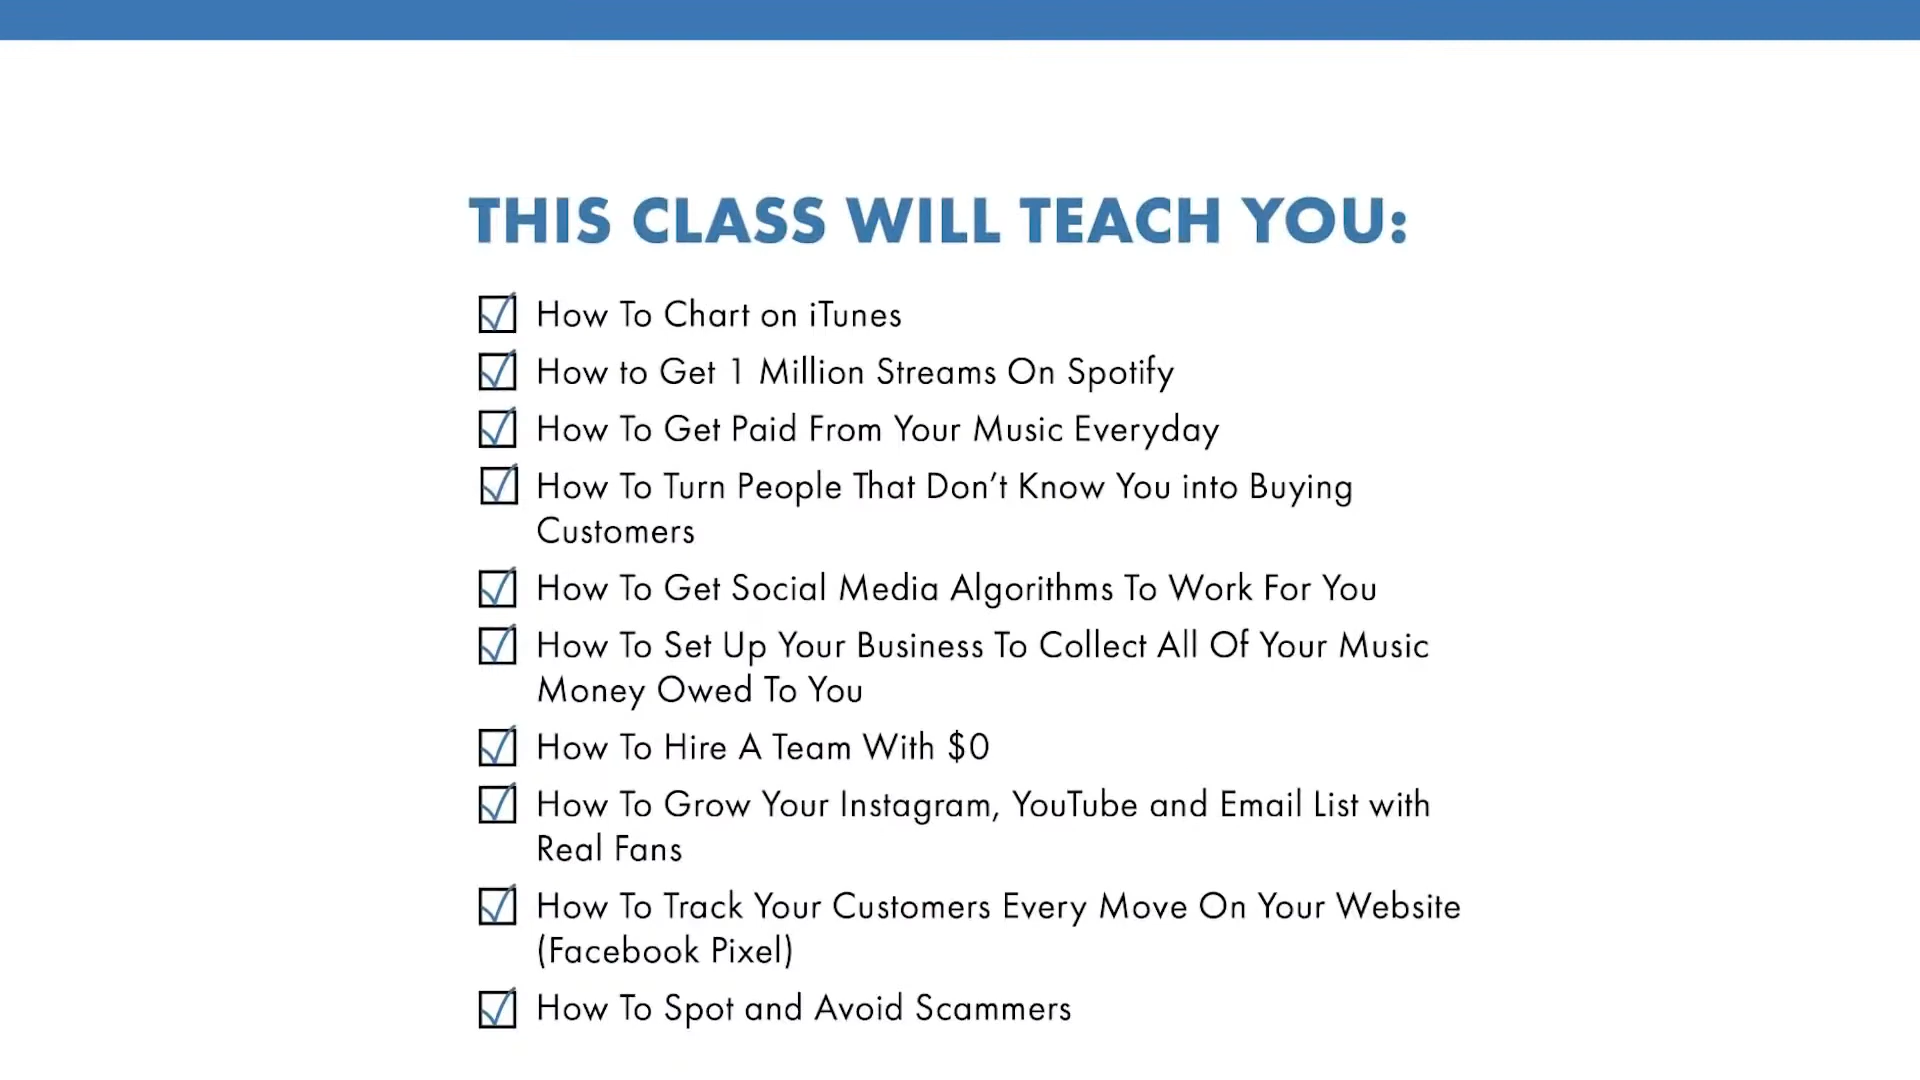 THIS CLASS WILL TEACH YOU:
How To Chart on iTunes
How to Get 1 Million Streams On Spotify
How To Get Paid From Your Music Everyday
How To Turn People That Don't Know You into Buying
Customers
How To Get Social Media Algorithms To Work For You
How To Set Up Your Business To Collect All Of Your Music
Money Owed To You
How To Hire A Team With $0
How To Grow Your Instagram, YouTube and Email List with
Real Fans
How To Track Your Customers Every Move On Your Website
(Facebook Pixel)
How To Spot and Avoid Scammers